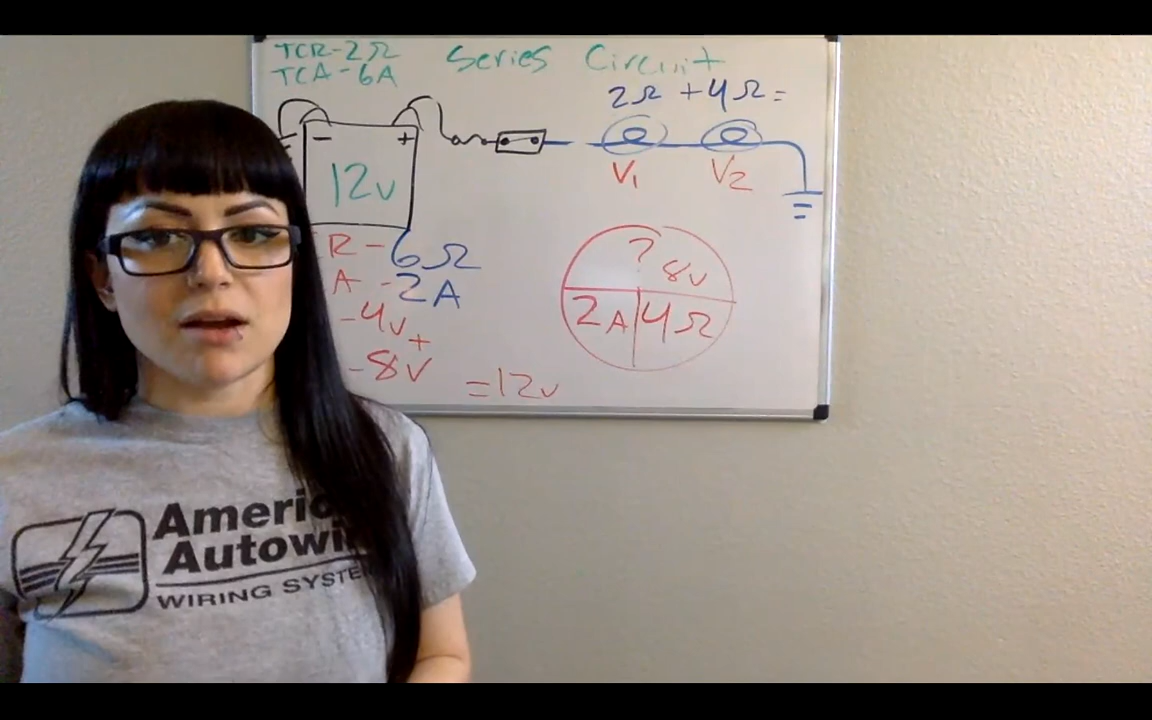 TCR-2Ω
TCA-6A
Series Circuit
2Ω + 4Ω =
- +
12v
V1 V2
R - 6Ω
A - 2A
-4v +
-8v
=12v
? 8v
2A 4Ω
Americ
Autowi
WIRING SYSTE